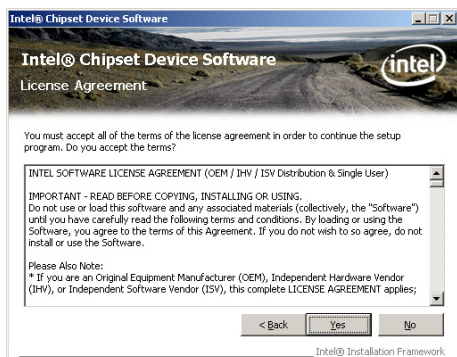 Intel® Chipset Device Software
Intel® Chipset Device Software
intel
License Agreement
You must accept all of the terms of the license agreement in order to continue the setup
program. Do you accept the terms?
INTEL SOFTWARE LICENSE AGREEMENT (OEM / IHV / ISV Distribution & Single User)
IMPORTANT - READ BEFORE COPYING, INSTALLING OR USING.
Do not use or load this software and any associated materials (collectively, the "Software")
until you have carefully read the following terms and conditions. By loading or using the
Software, you agree to the terms of this Agreement. If you do not wish to so agree, do not
install or use the Software.
Please Also Note:
* If you are an Original Equipment Manufacturer (OEM), Independent Hardware Vendor
(IHV), or Independent Software Vendor (ISV), this complete LICENSE AGREEMENT applies;
< Back Yes No
Intel® Installation Framework